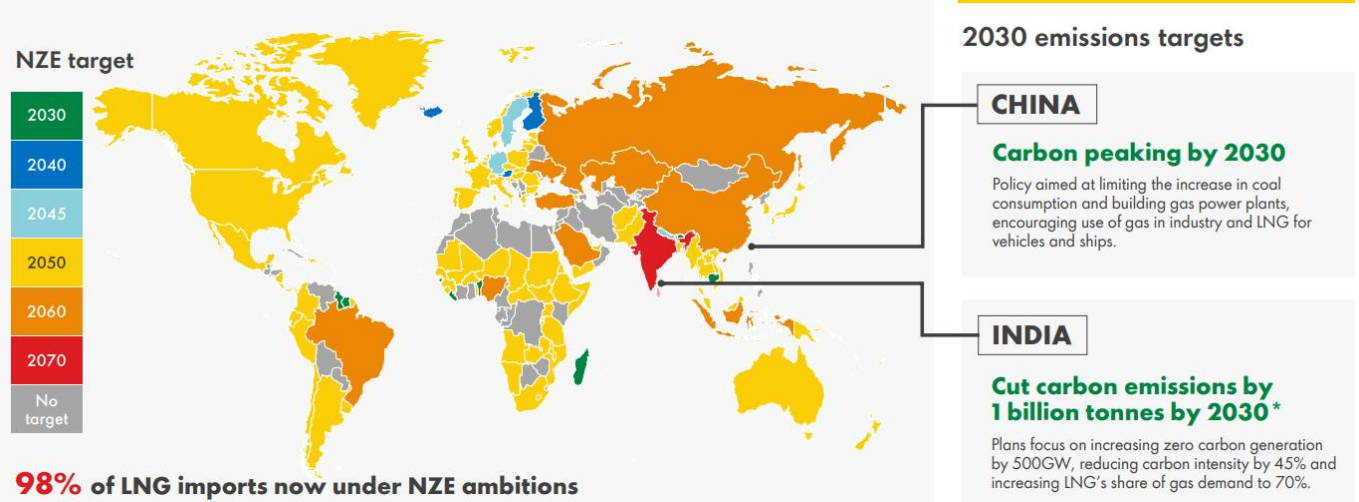 NZE target
2030
2040
2045
2050
2060
2070
No
target
98% of LNG imports now under NZE ambitions
2030 emissions targets
CHINA
Carbon peaking by 2030
Policy aimed at limiting the increase in coal
consumption and building gas power plants,
encouraging use of gas in industry and LNG for
vehicles and ships.
INDIA
Cut carbon emissions by
1 billion tonnes by 2030*
Plans focus on increasing zero carbon generation
by 500GW, reducing carbon intensity by 45% and
increasing LNG's share of gas demand to 70%.